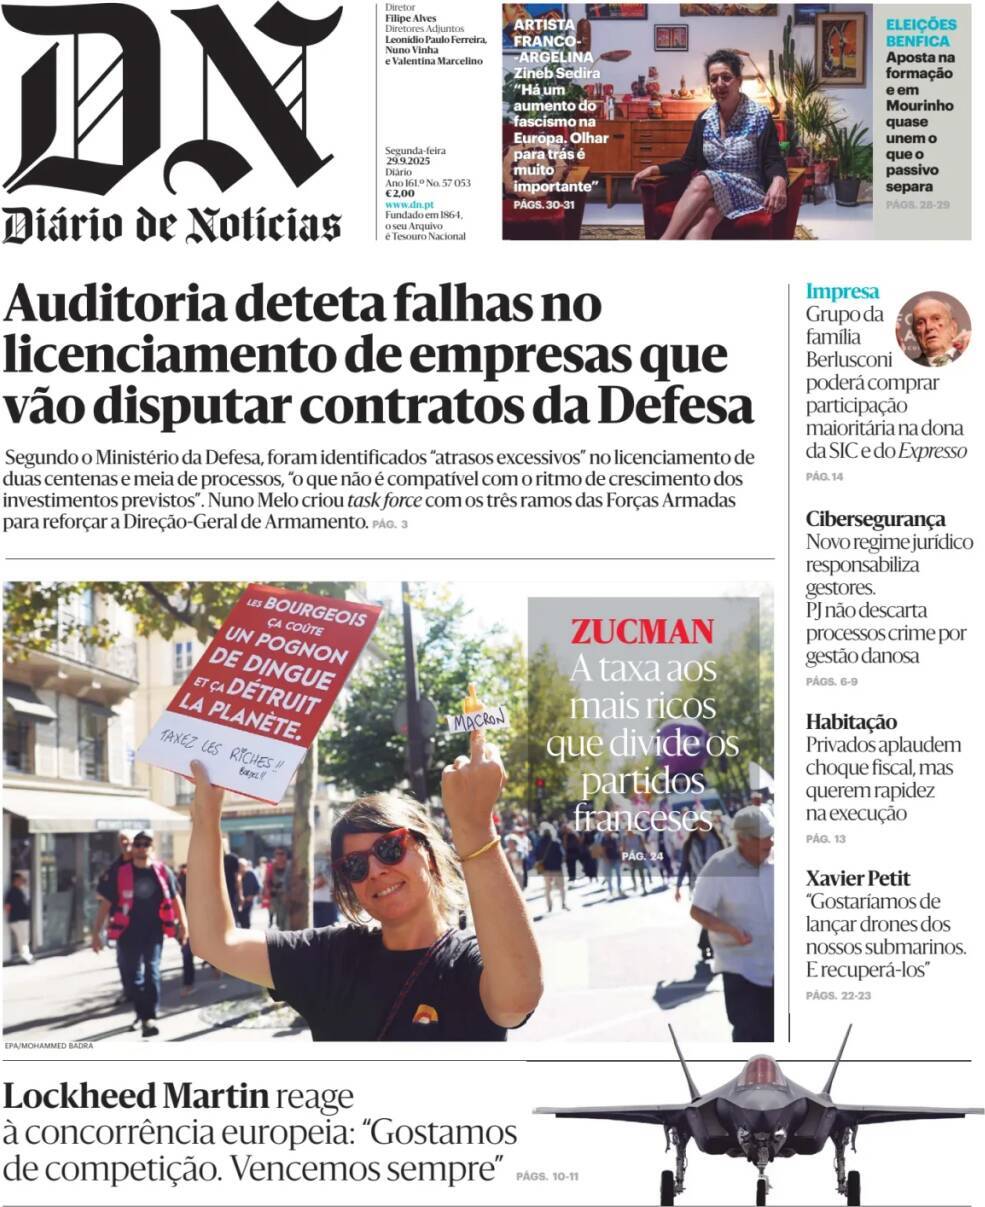 DN
Diário de Notícias
Diretor
Filipe Alves
Diretores Adjuntos
Leonídio Paulo Ferreira,
Nuno Vinha
e Valentina Marcelino
Segunda-feira
29.9.2025
Diário
Ano 161.º No. 57 053
€ 2,00
www.dn.pt
Fundado em 1864,
o seu Arquivo
é Tesouro Nacional
ARTISTA
FRANCO-
-ARGELINA
Zineb Sedira
“Há um
aumento do
fascismo na
Europa. Olhar
para trás é
muito
importante”
PÁGS. 30-31
ELEIÇÕES
BENFICA
Aposta na
formação
e em
Mourinho
quase
unem o
que o
passivo
separa
PÁGS. 28-29
Auditoria deteta falhas no
licenciamento de empresas que
vão disputar contratos da Defesa
Segundo o Ministério da Defesa, foram identificados “atrasos excessivos” no licenciamento de
duas centenas e meia de processos, “o que não é compatível com o ritmo de crescimento dos
investimentos previstos”. Nuno Melo criou task force com os três ramos das Forças Armadas
para reforçar a Direção-Geral de Armamento. PÁG. 3
LES BOURGEOIS
ÇA COÛTE
UN POGNON
DE DINGUE
ET ÇA DÉTRUIT
LA PLANÈTE.
TAXEZ LES RICHES!!
MACRON
ZUCMAN
A taxa aos
mais ricos
que divide os
partidos
franceses
PÁG. 24
EPA/MOHAMMED BADRA
Impresa
Grupo da
família
Berlusconi
poderá comprar
participação
maioritária na dona
da SIC e do Expresso
PÁG. 14
Cibersegurança
Novo regime jurídico
responsabiliza
gestores.
PJ não descarta
processos crime por
gestão danosa
PÁGS. 6-9
Habitação
Privados aplaudem
choque fiscal, mas
querem rapidez
na execução
PÁG. 13
Xavier Petit
“Gostaríamos de
lançar drones dos
nossos submarinos.
E recuperá-los”
PÁGS. 22-23
Lockheed Martin reage
à concorrência europeia: “Gostamos
de competição. Vencemos sempre” PÁGS. 10-11